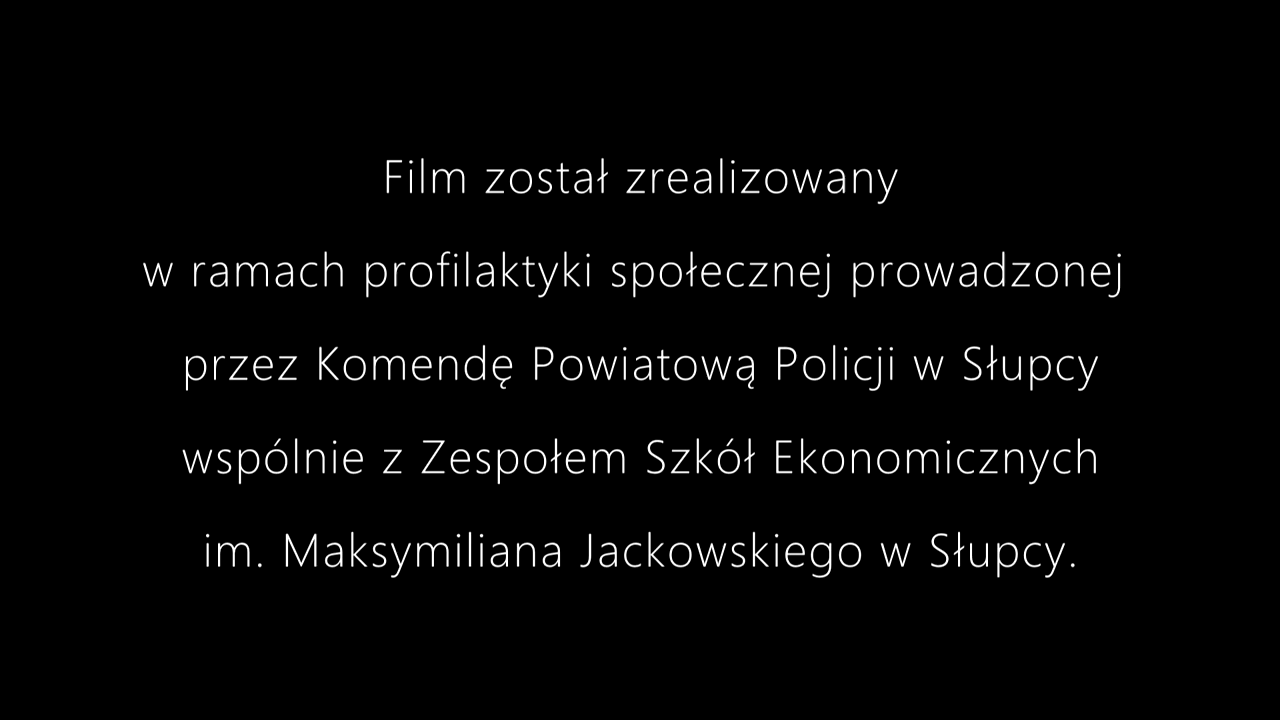 Film został zrealizowany
w ramach profilaktyki społecznej prowadzonej
przez Komendę Powiatową Policji w Słupcy
wspólnie z Zespołem Szkół Ekonomicznych
im. Maksymiliana Jackowskiego w Słupcy.